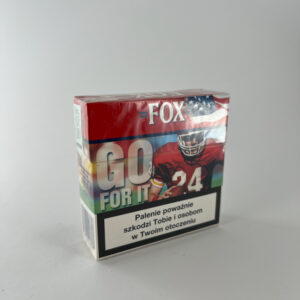 FOX
GO
FOR IT
24
Palenie poważnie
szkodzi Tobie i osobom
w Twoim otoczeniu